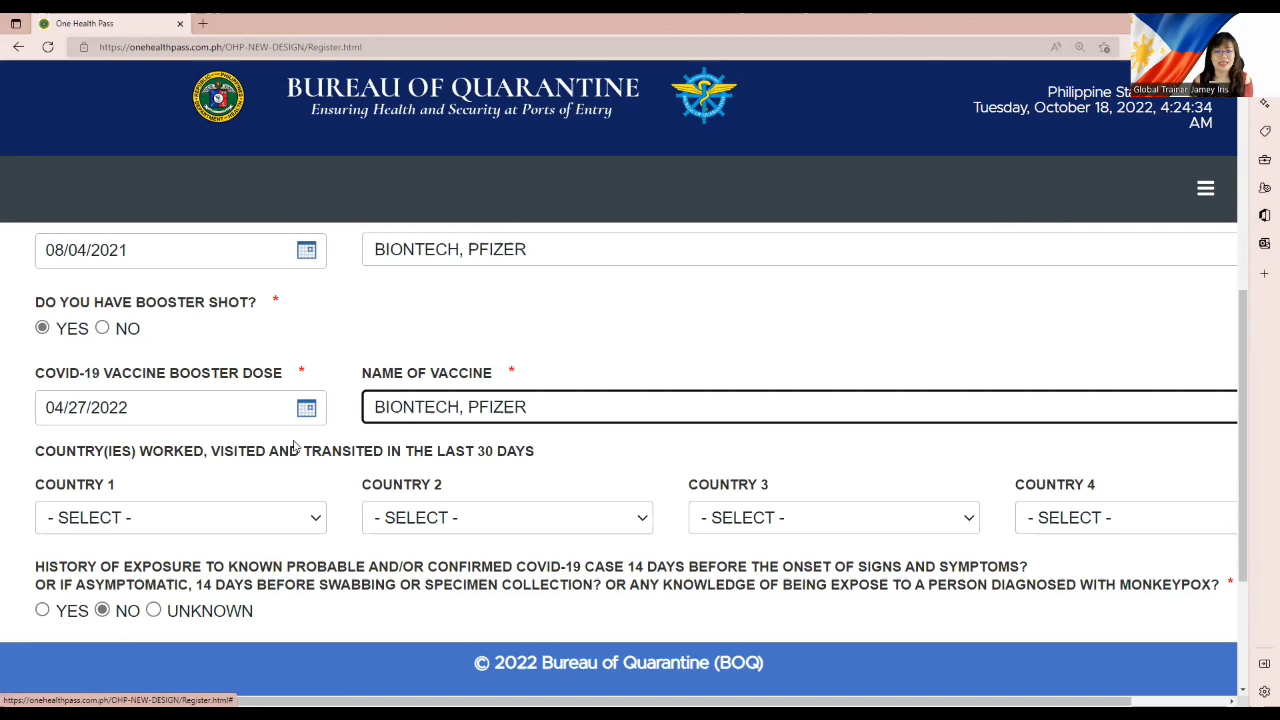 One Health Pass
https://onehealthpass.com.ph/OHP-NEW-DESIGN/Register.html
Global Trainer Jamey Iris
BUREAU OF QUARANTINE
Ensuring Health and Security at Ports of Entry
Philippine Sta
Tuesday, October 18, 2022, 4:24:34
AM
08/04/2021
BIONTECH, PFIZER
DO YOU HAVE BOOSTER SHOT? *
YES NO
COVID-19 VACCINE BOOSTER DOSE * NAME OF VACCINE *
04/27/2022
BIONTECH, PFIZER
COUNTRY(IES) WORKED, VISITED AND TRANSITED IN THE LAST 30 DAYS
COUNTRY 1 COUNTRY 2 COUNTRY 3 COUNTRY 4
- SELECT - - SELECT - - SELECT - - SELECT -
HISTORY OF EXPOSURE TO KNOWN PROBABLE AND/OR CONFIRMED COVID-19 CASE 14 DAYS BEFORE THE ONSET OF SIGNS AND SYMPTOMS?
OR IF ASYMPTOMATIC, 14 DAYS BEFORE SWABBING OR SPECIMEN COLLECTION? OR ANY KNOWLEDGE OF BEING EXPOSE TO A PERSON DIAGNOSED WITH MONKEYPOX? *
YES NO UNKNOWN
© 2022 Bureau of Quarantine (BOQ)
https://onehealthpass.com.ph/OHP-NEW-DESIGN/Register.html#